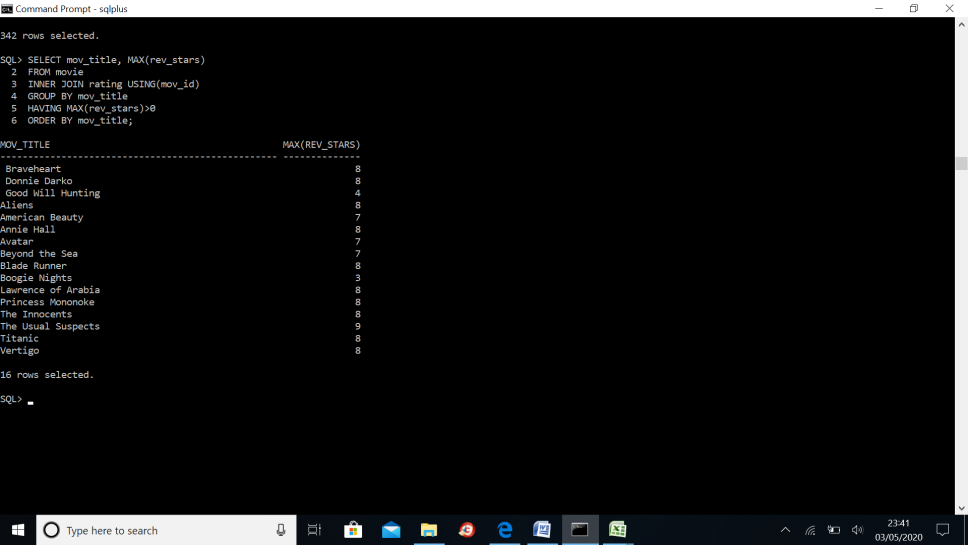 Command Prompt - sqlplus
342 rows selected.
SQL> SELECT mov_title, MAX(rev_stars)
2 FROM movie
3 INNER JOIN rating USING(mov_id)
4 GROUP BY mov_title
5 HAVING MAX(rev_stars)>0
6 ORDER BY mov_title;
MOV_TITLE MAX(REV_STARS)
-------------------------------------------------- --------------
Braveheart 8
Donnie Darko 8
Good Will Hunting 4
Aliens 8
American Beauty 7
Annie Hall 8
Avatar 7
Beyond the Sea 7
Blade Runner 8
Boogie Nights 3
Lawrence of Arabia 8
Princess Mononoke 8
The Innocents 8
The Usual Suspects 9
Titanic 8
Vertigo 8
16 rows selected.
SQL>
Type here to search
23:41
03/05/2020